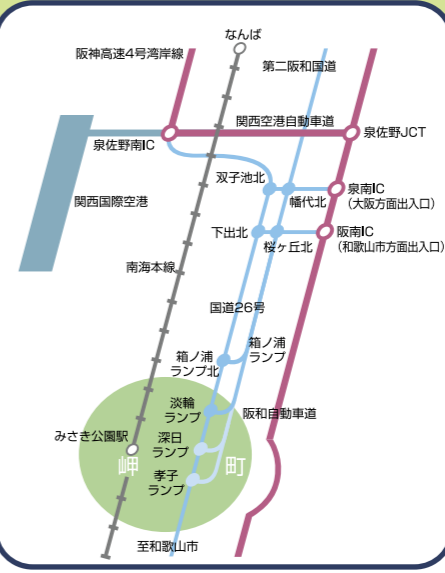 なんば
阪神高速4号湾岸線
第二阪和国道
関西空港自動車道
泉佐野南IC
泉佐野JCT
双子池北
幡代北
泉南IC
（大阪方面出入口）
関西国際空港
下出北
桜ヶ丘北
阪南IC
（和歌山市方面出入口）
南海本線
国道26号
箱ノ浦
ランプ北
箱ノ浦
ランプ
淡輪
ランプ
阪和自動車道
みさき公園駅
深日
ランプ
岬
町
孝子
ランプ
至和歌山市